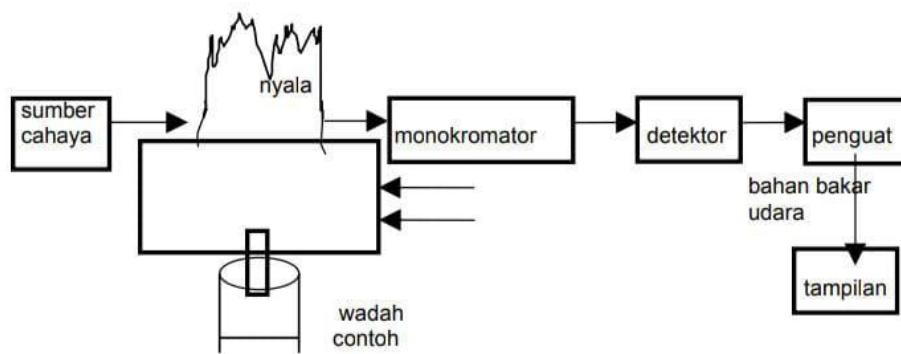 nyala
sumber
cahaya
monokromator
detektor
penguat
bahan bakar
udara
tampilan
wadah
contoh